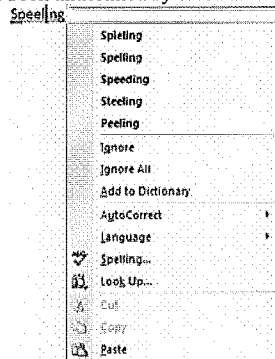 Speeling
Spieling
Spelling
Speeding
Steeling
Peeling
Ignore
Ignore All
Add to Dictionary
AutoCorrect
Language
Spelling...
Look Up...
Cut
Copy
Paste